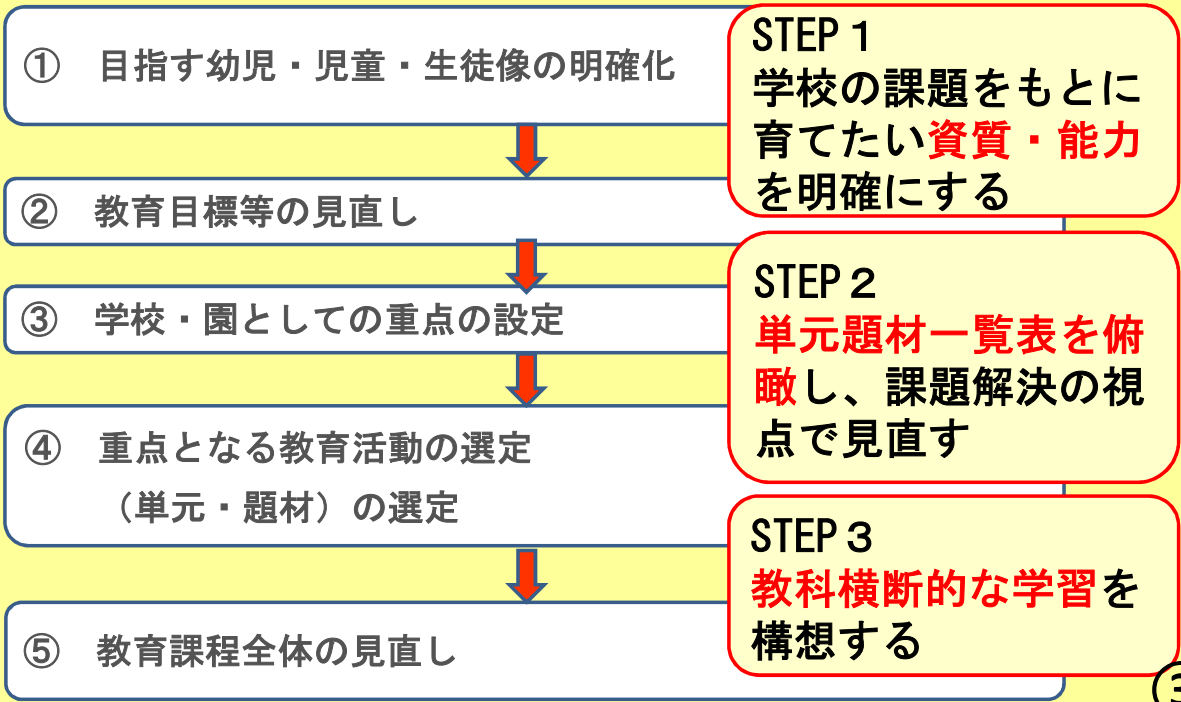 ① 目指す幼児・児童・生徒像の明確化
② 教育目標等の見直し
③ 学校・園としての重点の設定
④ 重点となる教育活動の選定
（単元・題材）の選定
⑤ 教育課程全体の見直し
STEP１
学校の課題をもとに
育てたい資質・能力
を明確にする
STEP２
単元題材一覧表を俯
瞰し、課題解決の視
点で見直す
STEP３
教科横断的な学習を
構想する